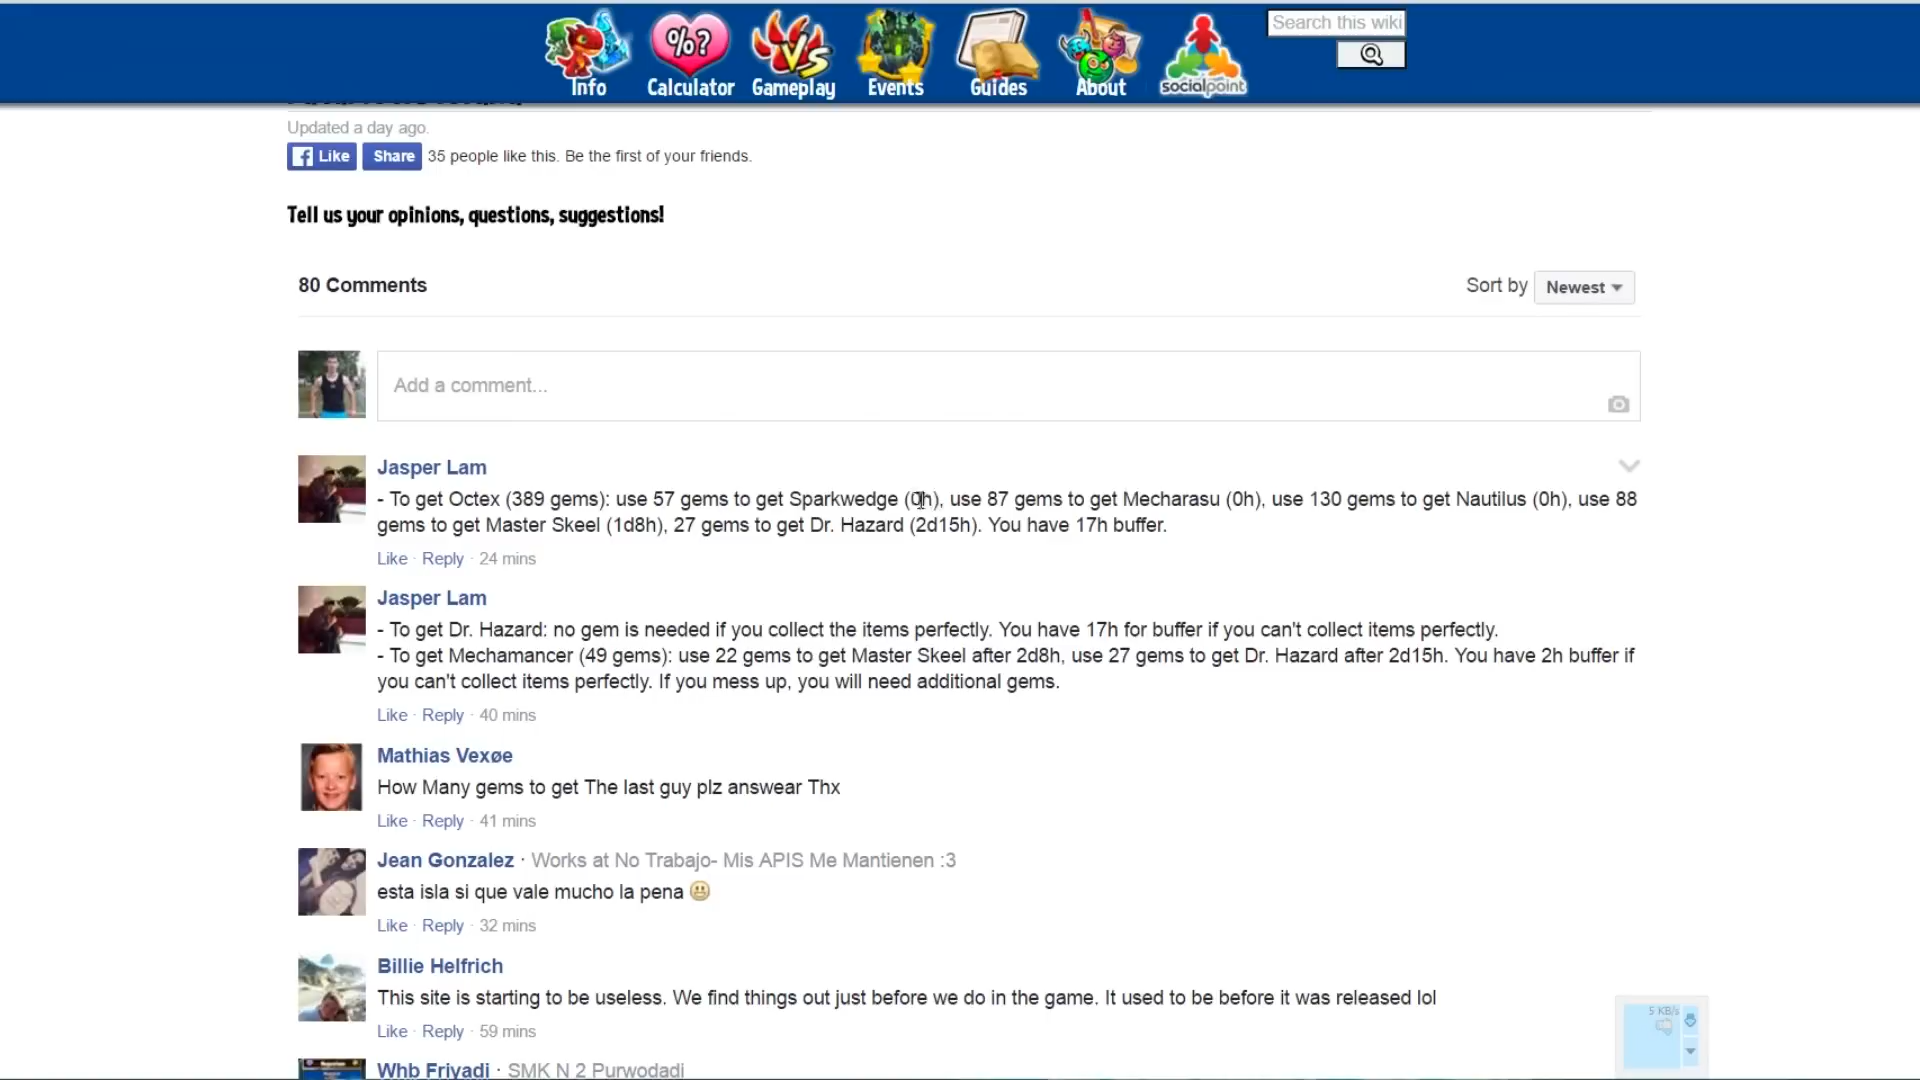 Info
Calculator
Gameplay
Events
Guides
About
socialpoint
Search this wiki
%?
VS
Updated a day ago.
Like
Share
35 people like this. Be the first of your friends.
Tell us your opinions, questions, suggestions!
80 Comments
Sort by
Newest
Add a comment...
Jasper Lam
- To get Octex (389 gems): use 57 gems to get Sparkwedge (0h), use 87 gems to get Mecharasu (0h), use 130 gems to get Nautilus (0h), use 88
gems to get Master Skeel (1d8h), 27 gems to get Dr. Hazard (2d15h). You have 17h buffer.
Like · Reply · 24 mins
Jasper Lam
- To get Dr. Hazard: no gem is needed if you collect the items perfectly. You have 17h for buffer if you can't collect items perfectly.
- To get Mechamancer (49 gems): use 22 gems to get Master Skeel after 2d8h, use 27 gems to get Dr. Hazard after 2d15h. You have 2h buffer if
you can't collect items perfectly. If you mess up, you will need additional gems.
Like · Reply · 40 mins
Mathias Vexøe
How Many gems to get The last guy plz answear Thx
Like · Reply · 41 mins
Jean Gonzalez · Works at No Trabajo- Mis APIS Me Mantienen :3
esta isla si que vale mucho la pena
Like · Reply · 32 mins
Billie Helfrich
This site is starting to be useless. We find things out just before we do in the game. It used to be before it was released lol
Like · Reply · 59 mins
5 KB/s
Whb Friyadi · SMK N 2 Purwodadi